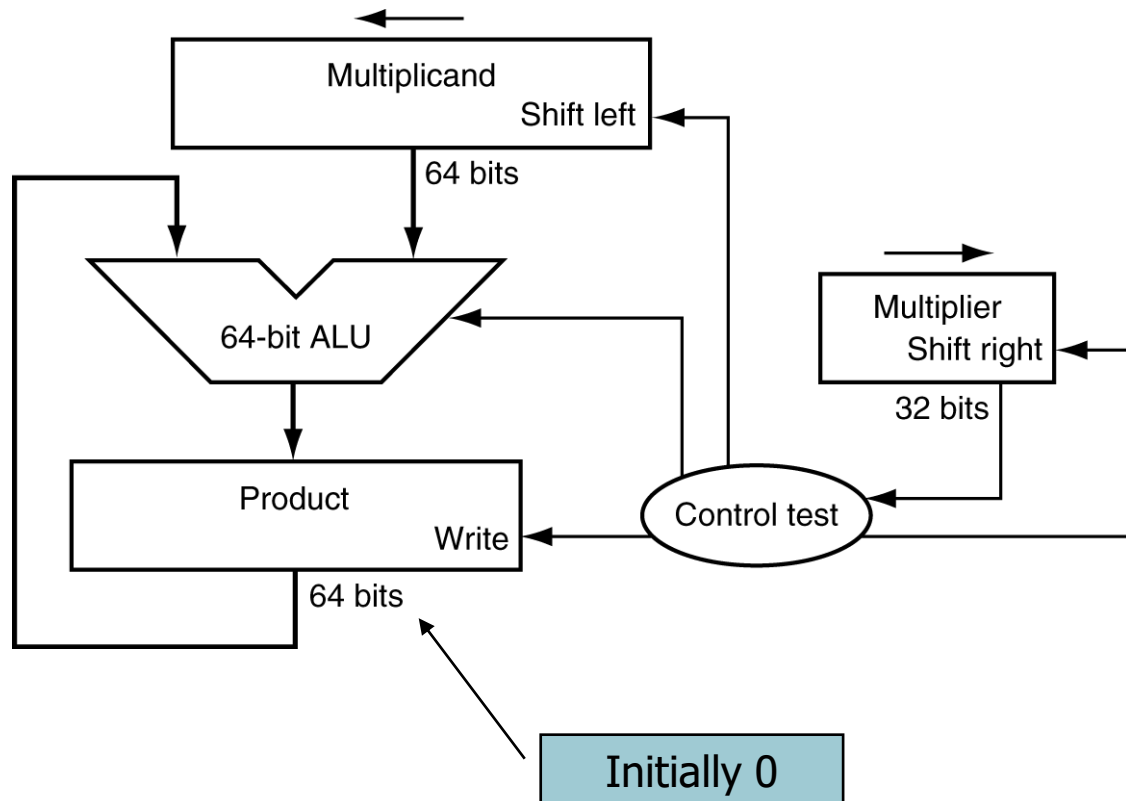 Multiplicand
Shift left
64 bits
64-bit ALU
Multiplier
Shift right
32 bits
Product
Write
Control test
64 bits
Initially 0